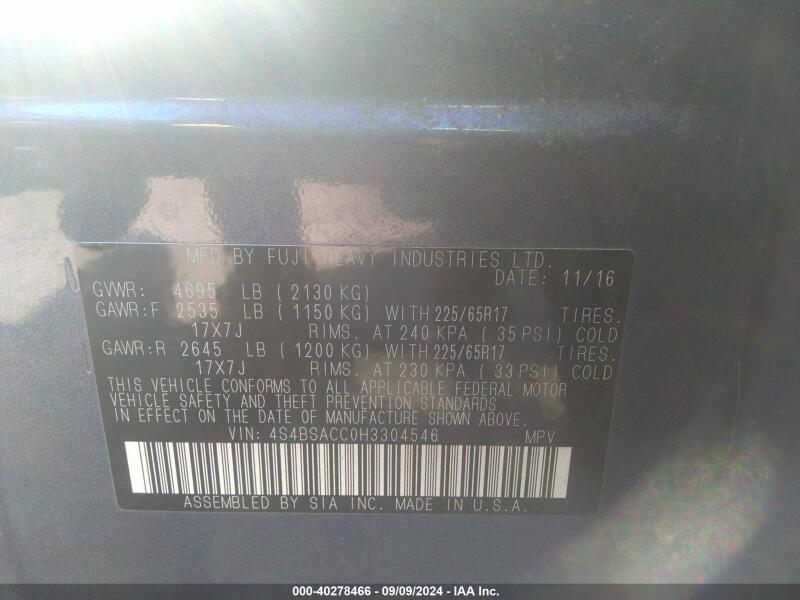 MFD BY FUJI HEAVY INDUSTRIES LTD.
DATE: 11/16
GVWR: 4695 LB ( 2130 KG)
GAWR:F 2535 LB ( 1150 KG) WITH 225/65R17 TIRES.
17X7J RIMS. AT 240 KPA ( 35 PSI) COLD
GAWR:R 2645 LB ( 1200 KG) WITH 225/65R17 TIRES.
17X7J RIMS. AT 230 KPA ( 33 PSI) COLD
THIS VEHICLE CONFORMS TO ALL APPLICABLE FEDERAL MOTOR
VEHICLE SAFETY AND THEFT PREVENTION STANDARDS
IN EFFECT ON THE DATE OF MANUFACTURE SHOWN ABOVE.
VIN: 4S4BSACC0H3304546 MPV
ASSEMBLED BY SIA INC. MADE IN U.S.A.
000-40278466 - 09/09/2024 - IAA Inc.